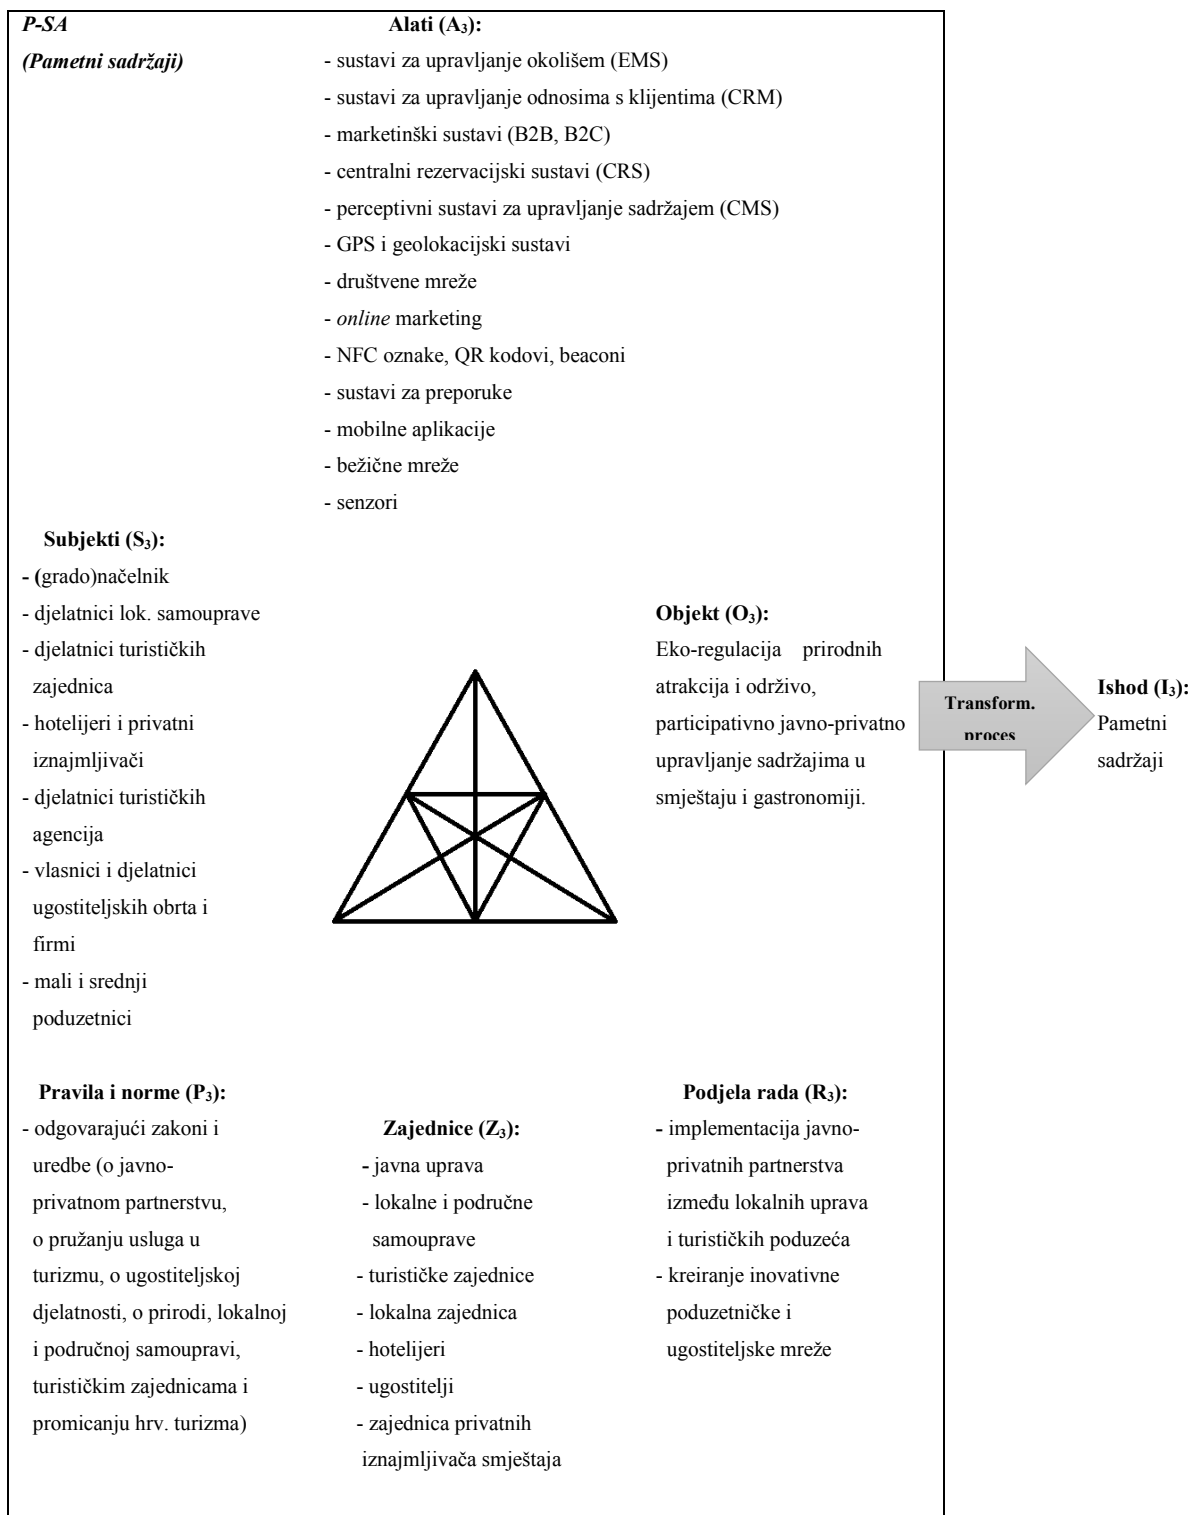 P-SA
(Pametni sadržaji)
Alati (A₃):
- sustavi za upravljanje okolišem (EMS)
- sustavi za upravljanje odnosima s klijentima (CRM)
- marketinški sustavi (B2B, B2C)
- centralni rezervacijski sustavi (CRS)
- perceptivni sustavi za upravljanje sadržajem (CMS)
- GPS i geolokacijski sustavi
- društvene mreže
- online marketing
- NFC oznake, QR kodovi, beaconi
- sustavi za preporuke
- mobilne aplikacije
- bežične mreže
- senzori
Subjekti (S₃):
- (grado)načelnik
- djelatnici lok. samouprave
- djelatnici turističkih
zajednica
- hotelijeri i privatni
iznajmljivači
- djelatnici turističkih
agencija
- vlasnici i djelatnici
ugostiteljskih obrta i
firmi
- mali i srednji
poduzetnici
Objekt (O₃):
Eko-regulacija prirodnih
atrakcija i održivo,
participativno javno-privatno
upravljanje sadržajima u
smještaju i gastronomiji.
Transform.
proces
Ishod (I₃):
Pametni
sadržaji
Pravila i norme (P₃):
- odgovarajući zakoni i
uredbe (o javno-
privatnom partnerstvu,
o pružanju usluga u
turizmu, o ugostiteljskoj
djelatnosti, o prirodi, lokalnoj
i područnoj samoupravi,
turističkim zajednicama i
promicanju hrv. turizma)
Zajednice (Z₃):
- javna uprava
- lokalne i područne
samouprave
- turističke zajednice
- lokalna zajednica
- hotelijeri
- ugostitelji
- zajednica privatnih
iznajmljivača smještaja
Podjela rada (R₃):
- implementacija javno-
privatnih partnerstva
između lokalnih uprava
i turističkih poduzeća
- kreiranje inovativne
poduzetničke i
ugostiteljske mreže